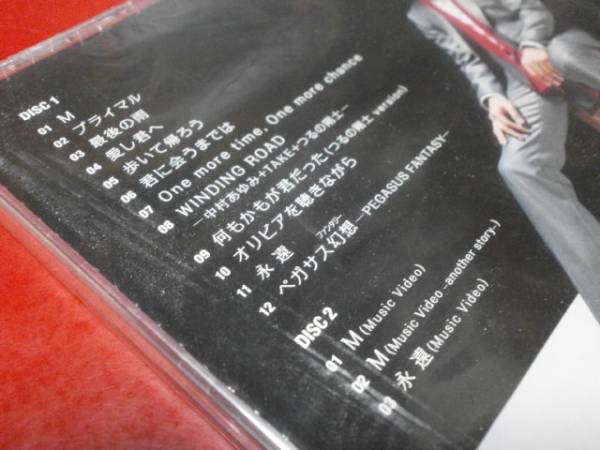 DISC 1
01 M
02 プライマル
03 最後の雨
04 愛し君へ
05 歩いて帰ろう
06 君に会うまでは
07 One more time, One more chance
08 WINDING ROAD
－中村あゆみ+TAKE+つるの剛士－
09 何もかもが君だった(つるの剛士 version)
10 オリビアを聴きながら
11 永遠
ファンタジー
12 ペガサス幻想 －PEGASUS FANTASY－
DISC 2
01 M (Music Video)
02 M (Music Video -another story-)
03 永遠 (Music Video)